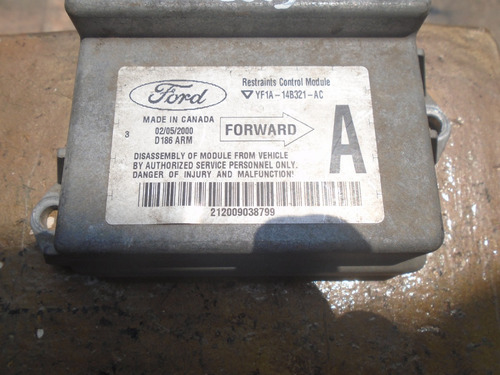 Ford
Restraints Control Module
YF1A-14B321-AC
MADE IN CANADA
02/05/2000
D186 ARM
3
FORWARD
A
DISASSEMBLY OF MODULE FROM VEHICLE
BY AUTHORIZED SERVICE PERSONNEL ONLY.
DANGER OF INJURY AND MALFUNCTION!
212009038799